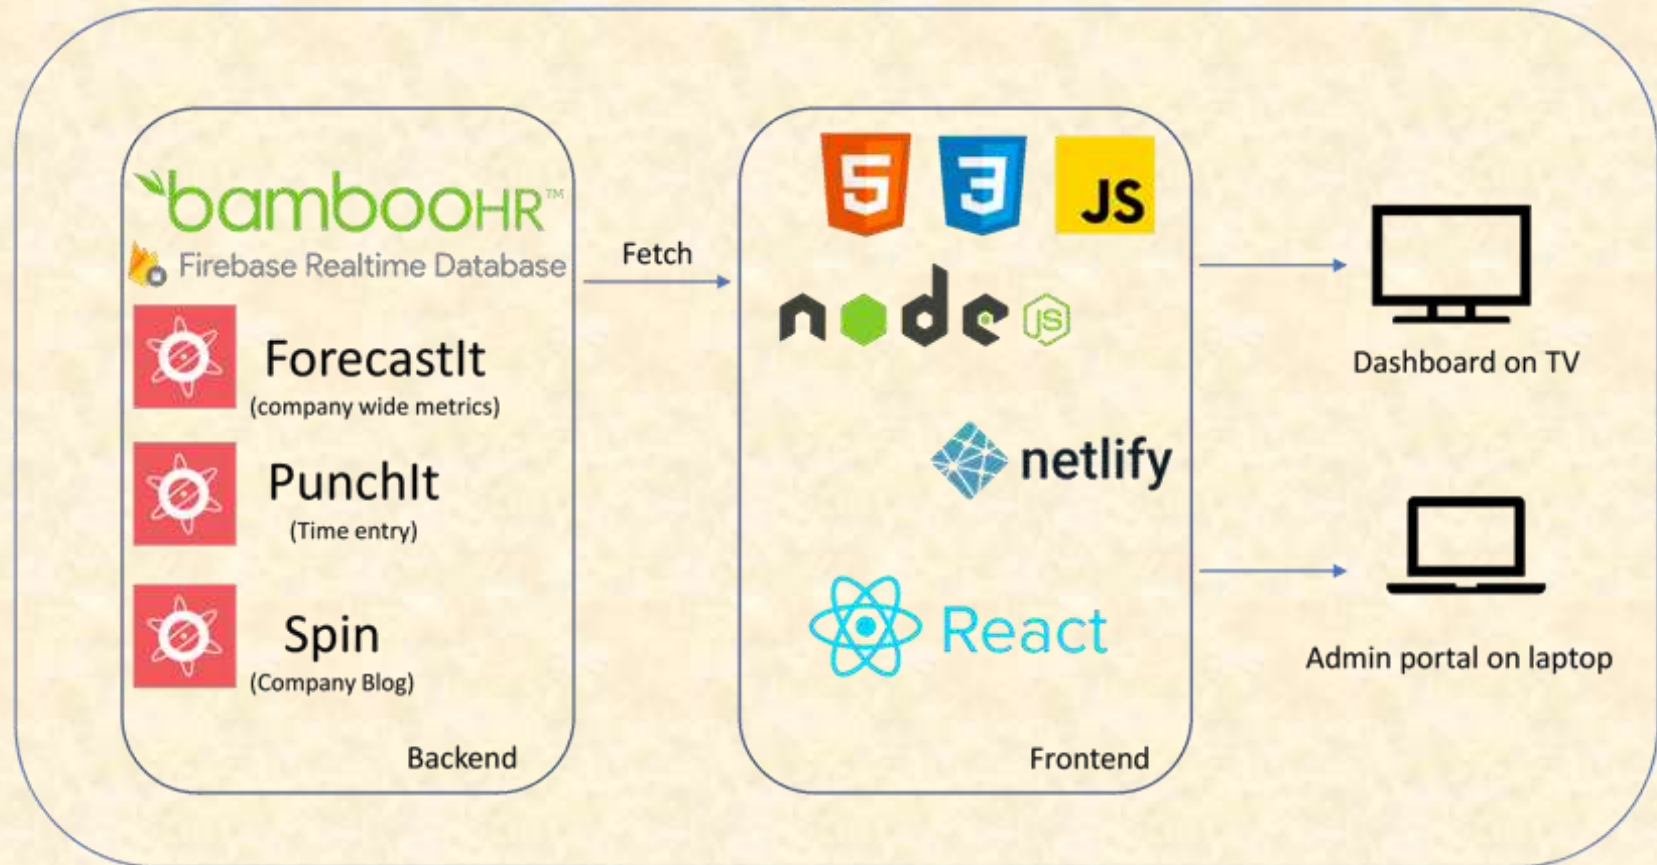 bambooHR™
Firebase Realtime Database
ForecastIt
(company wide metrics)
PunchIt
(Time entry)
Spin
(Company Blog)
Backend
Fetch
5 3 JS
node JS
netlify
React
Frontend
Dashboard on TV
Admin portal on laptop